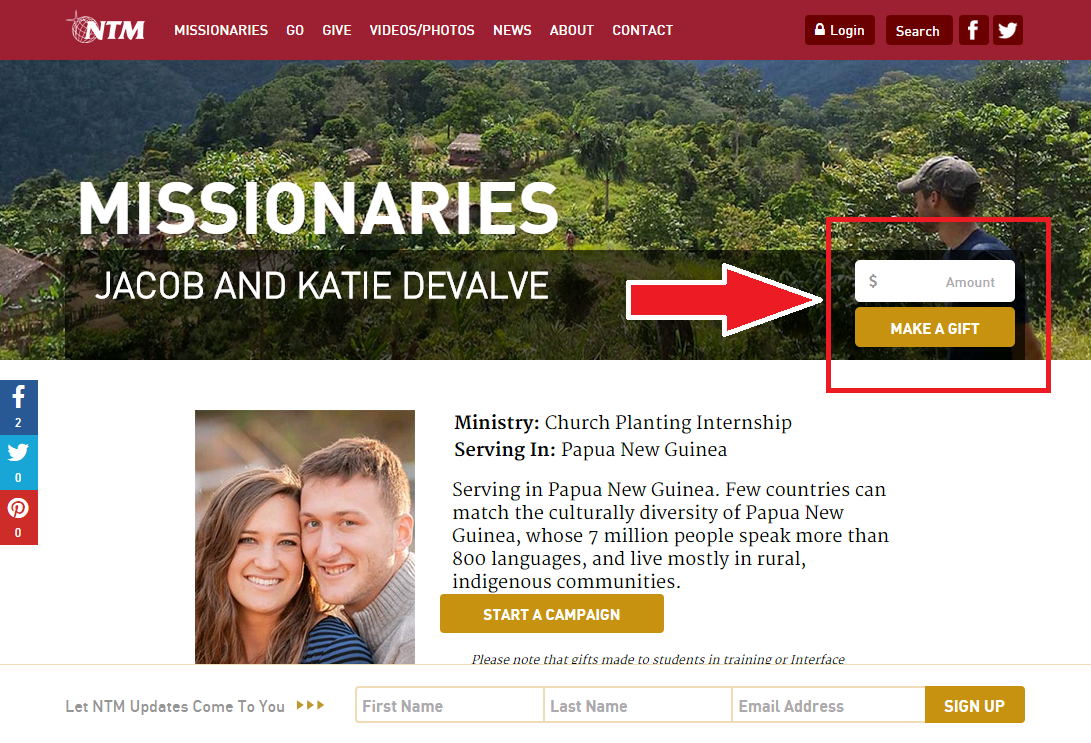 NTM
MISSIONARIES GO GIVE VIDEOS/PHOTOS NEWS ABOUT CONTACT
Login
Search
MISSIONARIES
JACOB AND KATIE DEVALVE
$ Amount
MAKE A GIFT
2
0
0
Ministry: Church Planting Internship
Serving In: Papua New Guinea
Serving in Papua New Guinea. Few countries can
match the culturally diversity of Papua New
Guinea, whose 7 million people speak more than
800 languages, and live mostly in rural,
indigenous communities.
START A CAMPAIGN
Please note that gifts made to students in training or Interface
Let NTM Updates Come To You
First Name
Last Name
Email Address
SIGN UP